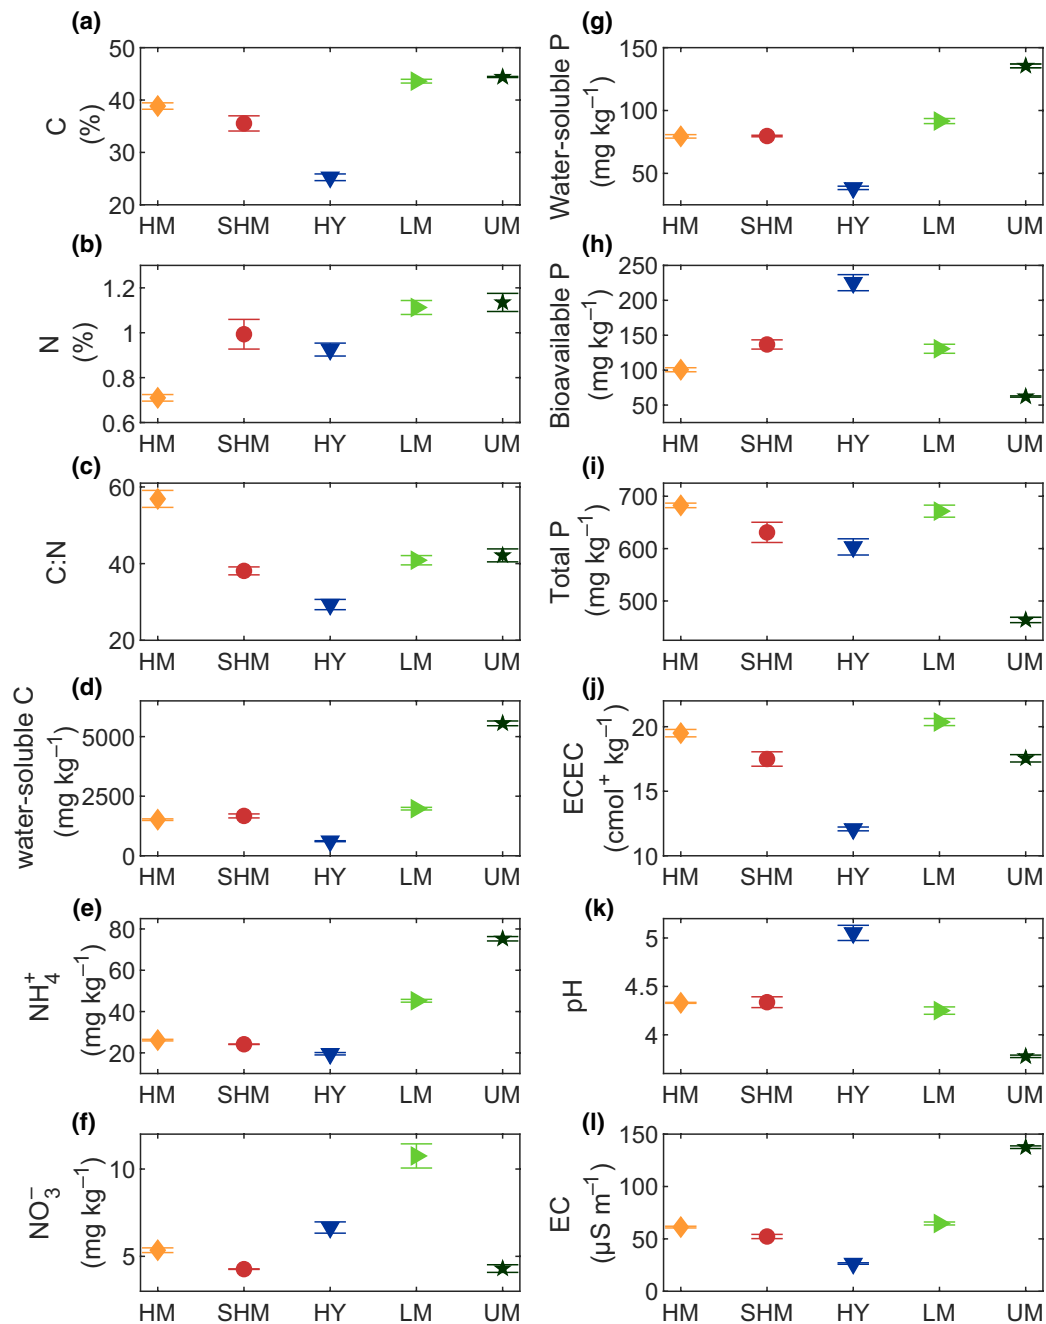 (a)
C
(%)
50
40
30
20
HM SHM HY LM UM
(b)
N
(%)
1.2
1
0.8
0.6
HM SHM HY LM UM
(c)
C:N
60
40
20
HM SHM HY LM UM
(d)
water-soluble C
(mg kg⁻¹)
5000
2500
0
HM SHM HY LM UM
(e)
NH₄⁺
(mg kg⁻¹)
80
60
40
20
HM SHM HY LM UM
(f)
NO₃⁻
(mg kg⁻¹)
10
5
HM SHM HY LM UM
(g)
Water-soluble P
(mg kg⁻¹)
150
100
50
HM SHM HY LM UM
(h)
Bioavailable P
(mg kg⁻¹)
250
200
150
100
50
HM SHM HY LM UM
(i)
Total P
(mg kg⁻¹)
700
600
500
HM SHM HY LM UM
(j)
ECEC
(cmol⁺ kg⁻¹)
20
15
10
HM SHM HY LM UM
(k)
pH
5
4.5
4
HM SHM HY LM UM
(l)
EC
(µS m⁻¹)
150
100
50
0
HM SHM HY LM UM